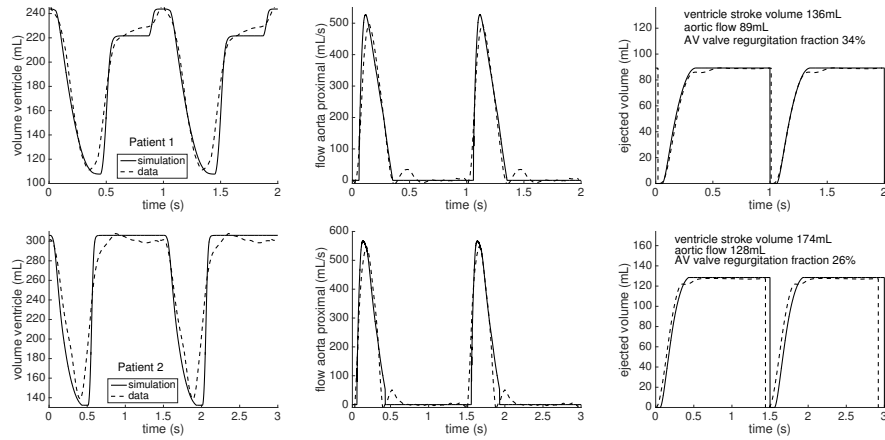 240
220
200
180
160
140
120
100
volume ventricle (mL)
Patient 1
simulation
data
0 0.5 1 1.5 2
time (s)
500
400
300
200
100
0
flow aorta proximal (mL/s)
0 0.5 1 1.5 2
time (s)
ventricle stroke volume 136mL
aortic flow 89mL
AV valve regurgitation fraction 34%
120
100
80
60
40
20
0
ejected volume (mL)
0 0.5 1 1.5 2
time (s)
300
280
260
240
220
200
180
160
140
volume ventricle (mL)
Patient 2
simulation
data
0 0.5 1 1.5 2 2.5 3
time (s)
600
500
400
300
200
100
0
flow aorta proximal (mL/s)
0 0.5 1 1.5 2 2.5 3
time (s)
ventricle stroke volume 174mL
aortic flow 128mL
AV valve regurgitation fraction 26%
160
140
120
100
80
60
40
20
0
ejected volume (mL)
0 0.5 1 1.5 2 2.5 3
time (s)